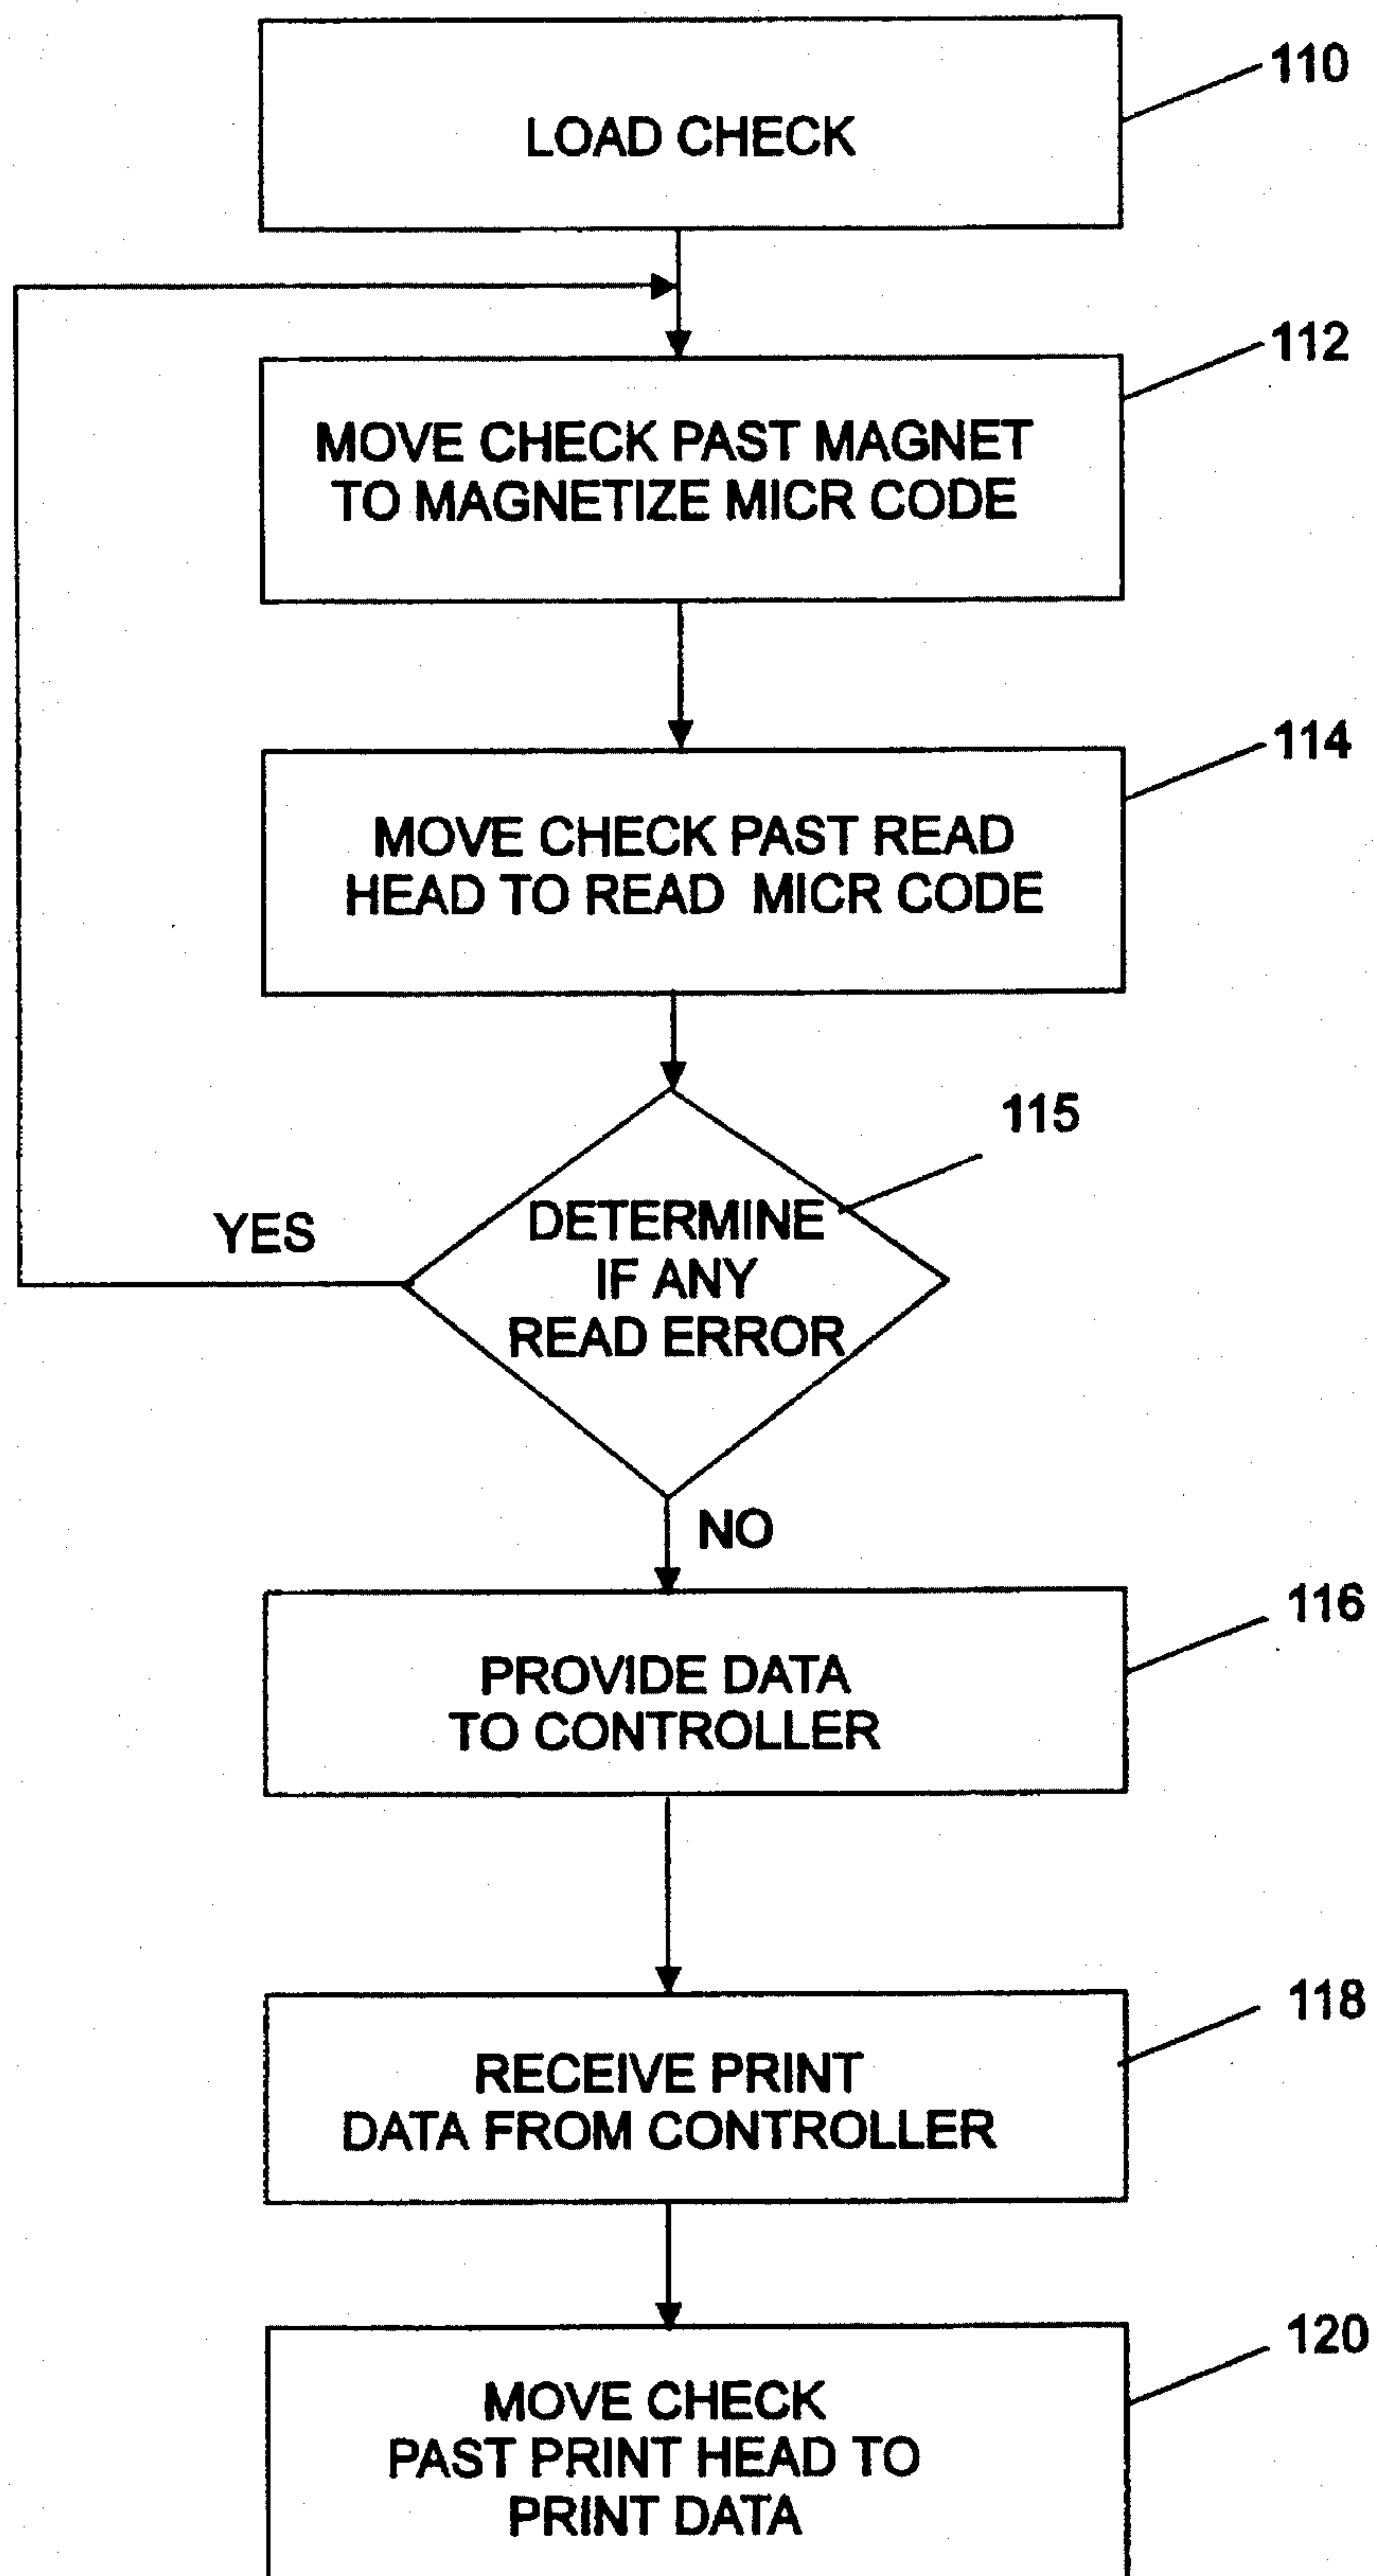 110
LOAD CHECK
112
MOVE CHECK PAST MAGNET
TO MAGNETIZE MICR CODE
114
MOVE CHECK PAST READ
HEAD TO READ MICR CODE
115
YES
DETERMINE
IF ANY
READ ERROR
NO
116
PROVIDE DATA
TO CONTROLLER
118
RECEIVE PRINT
DATA FROM CONTROLLER
120
MOVE CHECK
PAST PRINT HEAD TO
PRINT DATA